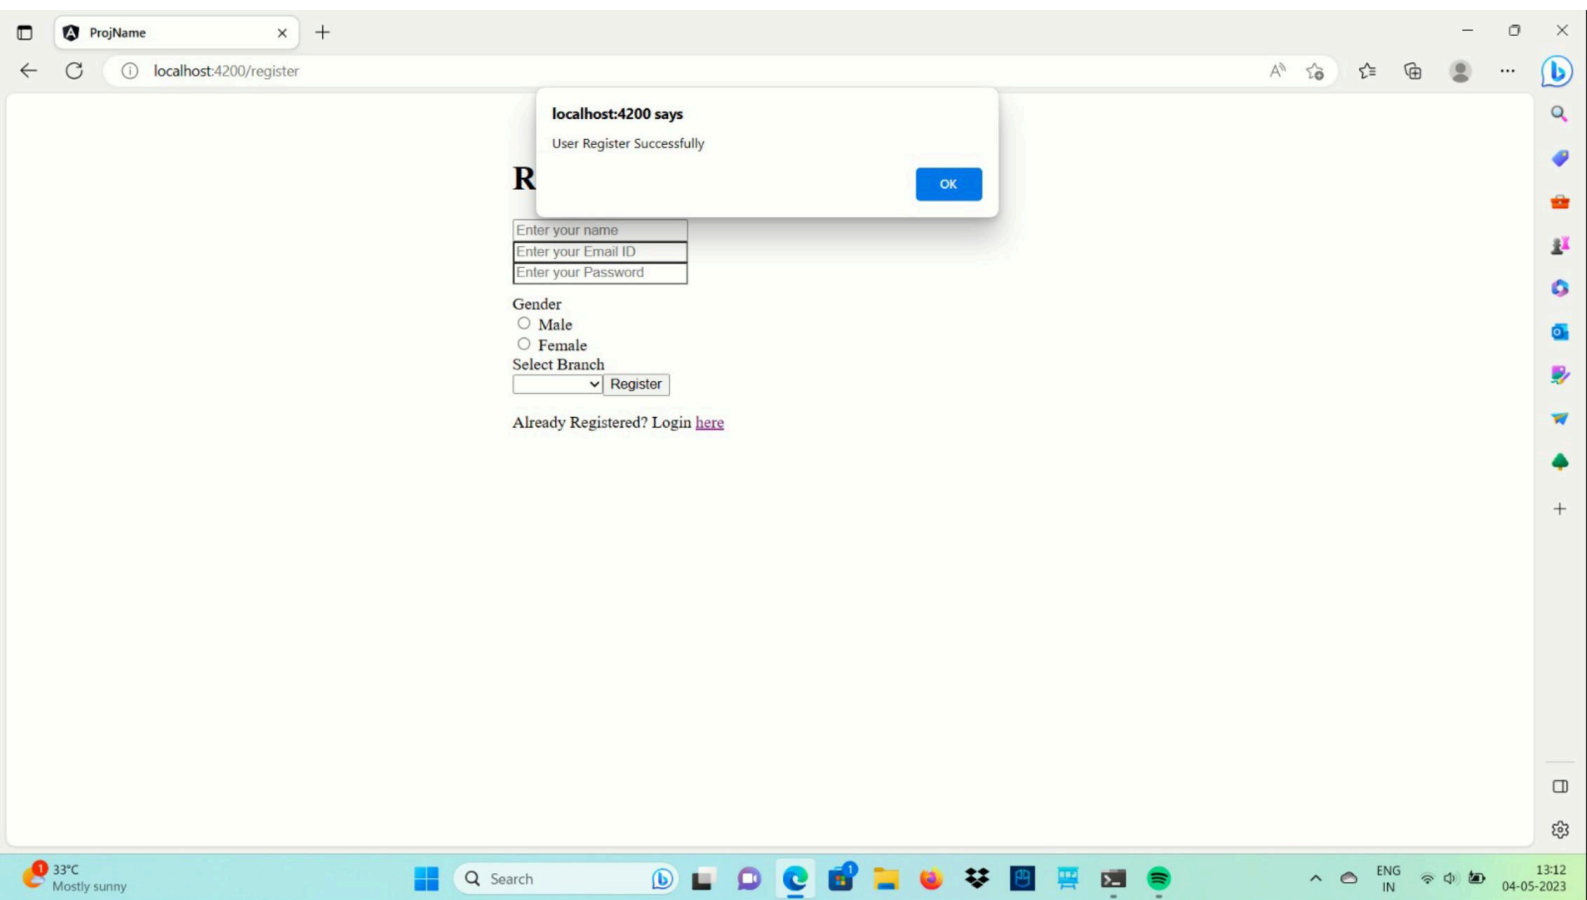 ProjName
localhost:4200/register
localhost:4200 says
User Register Successfully
OK
R
Enter your name
Enter your Email ID
Enter your Password
Gender
Male
Female
Select Branch
Register
Already Registered? Login here
1
33°C
Mostly sunny
Search
1
ENG
IN
13:12
04-05-2023